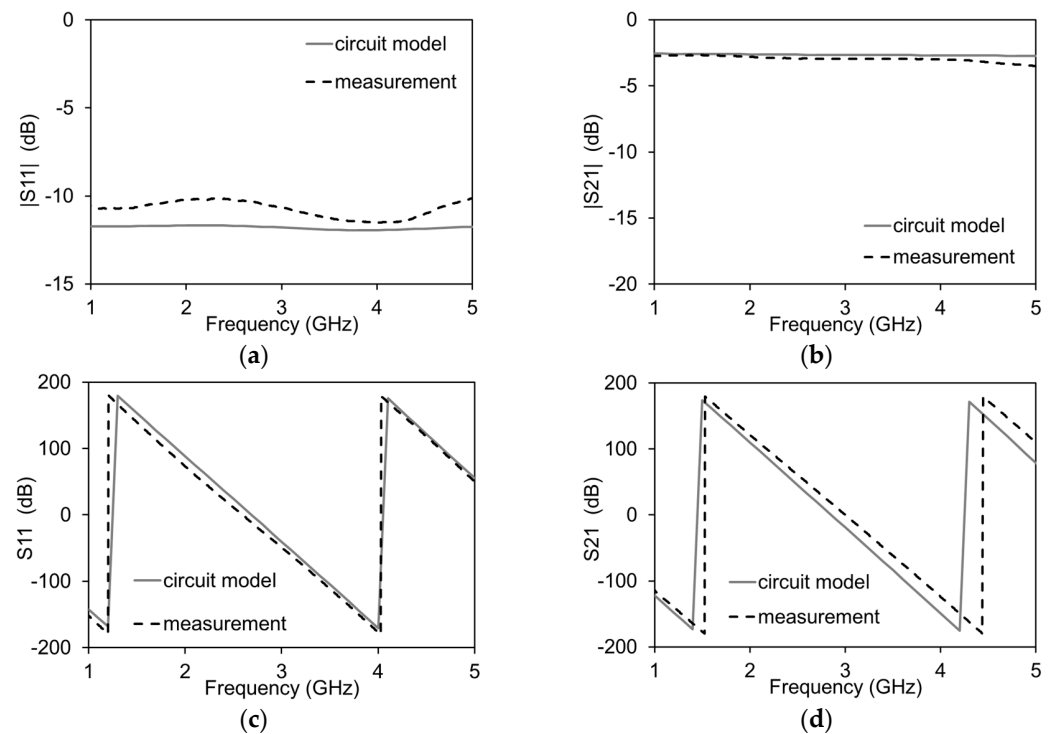 0
-5
-10
-15
|S11| (dB)
circuit model
measurement
1 2 3 4 5
Frequency (GHz)
(a)
0
-5
-10
-15
-20
|S21| (dB)
circuit model
measurement
1 2 3 4 5
Frequency (GHz)
(b)
200
100
0
-100
-200
S11 (dB)
circuit model
measurement
1 2 3 4 5
Frequency (GHz)
(c)
200
100
0
-100
-200
S21 (dB)
circuit model
measurement
1 2 3 4 5
Frequency (GHz)
(d)